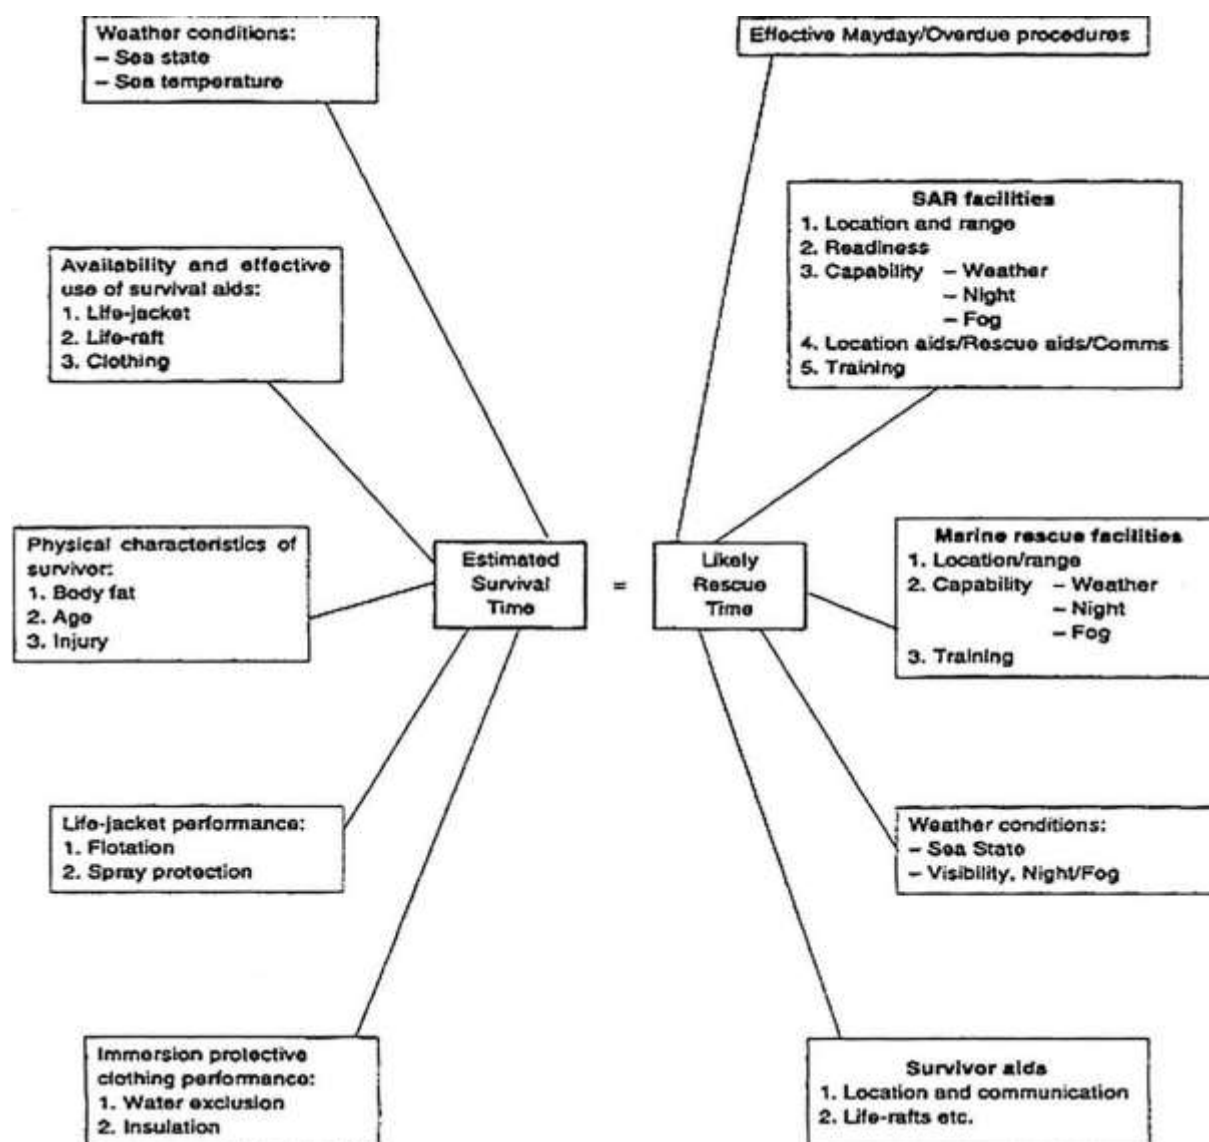 Weather conditions:
– Sea state
– Sea temperature
Availability and effective
use of survival aids:
1. Life-jacket
2. Life-raft
3. Clothing
Physical characteristics of
survivor:
1. Body fat
2. Age
3. Injury
Life-jacket performance:
1. Flotation
2. Spray protection
Immersion protective
clothing performance:
1. Water exclusion
2. Insulation
Estimated
Survival
Time
=
Likely
Rescue
Time
Effective Mayday/Overdue procedures
SAR facilities
1. Location and range
2. Readiness
3. Capability – Weather
– Night
– Fog
4. Location aids/Rescue aids/Comms
5. Training
Marine rescue facilities
1. Location/range
2. Capability – Weather
– Night
– Fog
3. Training
Weather conditions:
– Sea State
– Visibility, Night/Fog
Survivor aids
1. Location and communication
2. Life-rafts etc.